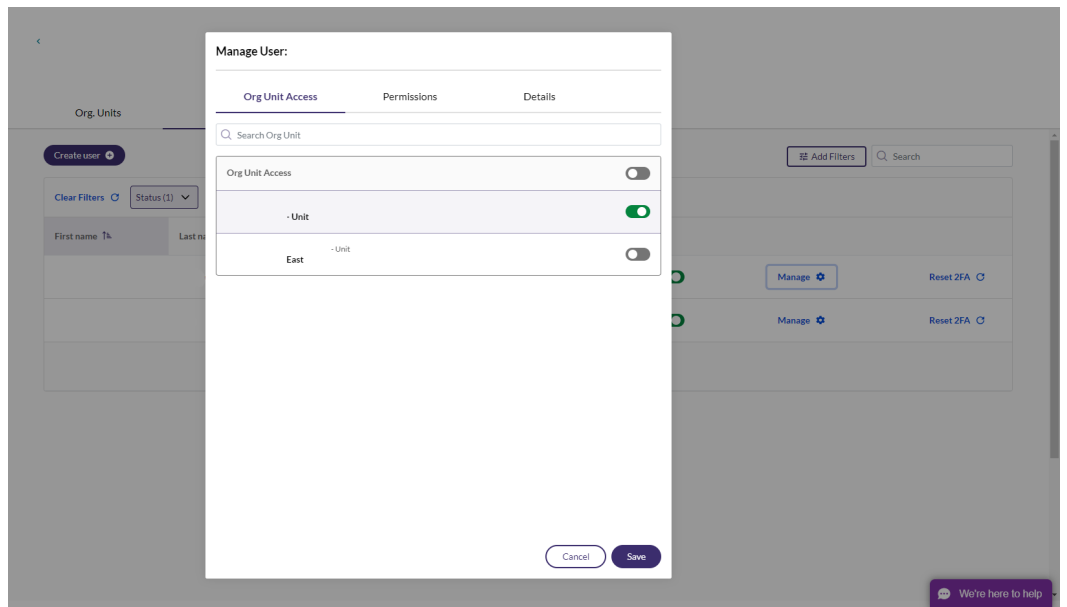 Manage User:
Org Unit Access Permissions Details
Org. Units
Search Org Unit
Create user
Add Filters Search
Org Unit Access
Clear Filters Status (1)
- Unit
First name Last na
- Unit
East
Manage Reset 2FA
Manage Reset 2FA
Cancel Save
We're here to help